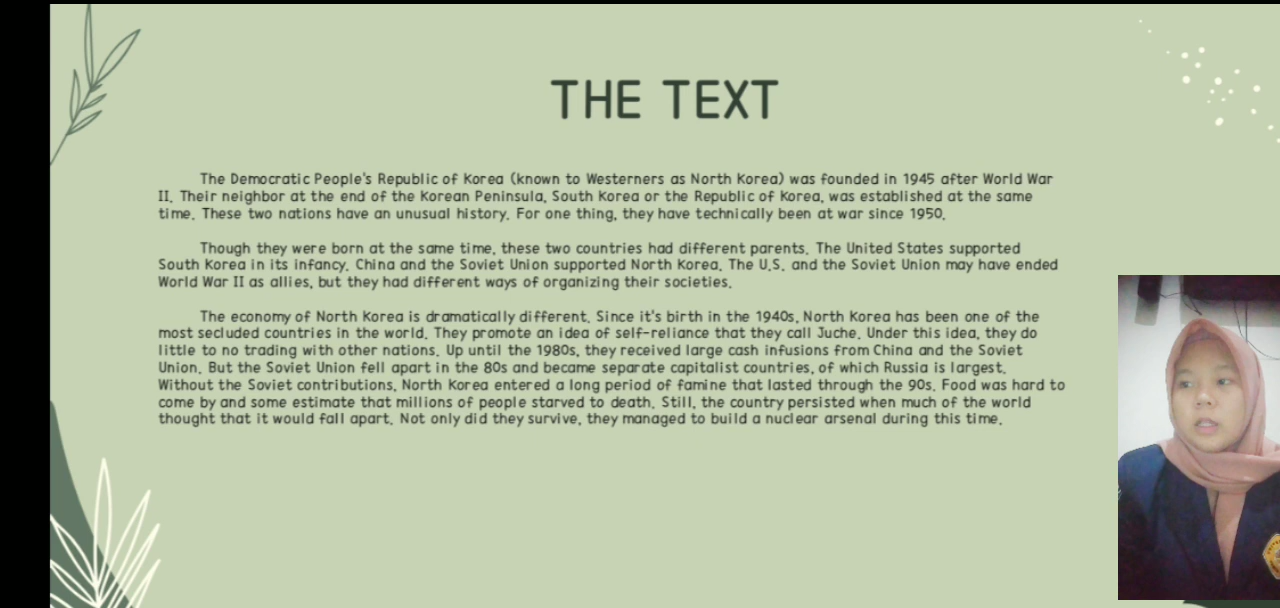 THE TEXT
The Democratic People's Republic of Korea (known to Westerners as North Korea) was founded in 1945 after World War
II. Their neighbor at the end of the Korean Peninsula, South Korea or the Republic of Korea, was established at the same
time. These two nations have an unusual history. For one thing, they have technically been at war since 1950.
Though they were born at the same time, these two countries had different parents. The United States supported
South Korea in its infancy. China and the Soviet Union supported North Korea. The U.S. and the Soviet Union may have ended
World War II as allies, but they had different ways of organizing their societies.
The economy of North Korea is dramatically different. Since it's birth in the 1940s, North Korea has been one of the
most secluded countries in the world. They promote an idea of self-reliance that they call Juche. Under this idea, they do
little to no trading with other nations. Up until the 1980s, they received large cash infusions from China and the Soviet
Union. But the Soviet Union fell apart in the 80s and became separate capitalist countries, of which Russia is largest.
Without the Soviet contributions, North Korea entered a long period of famine that lasted through the 90s. Food was hard to
come by and some estimate that millions of people starved to death. Still, the country persisted when much of the world
thought that it would fall apart. Not only did they survive, they managed to build a nuclear arsenal during this time.